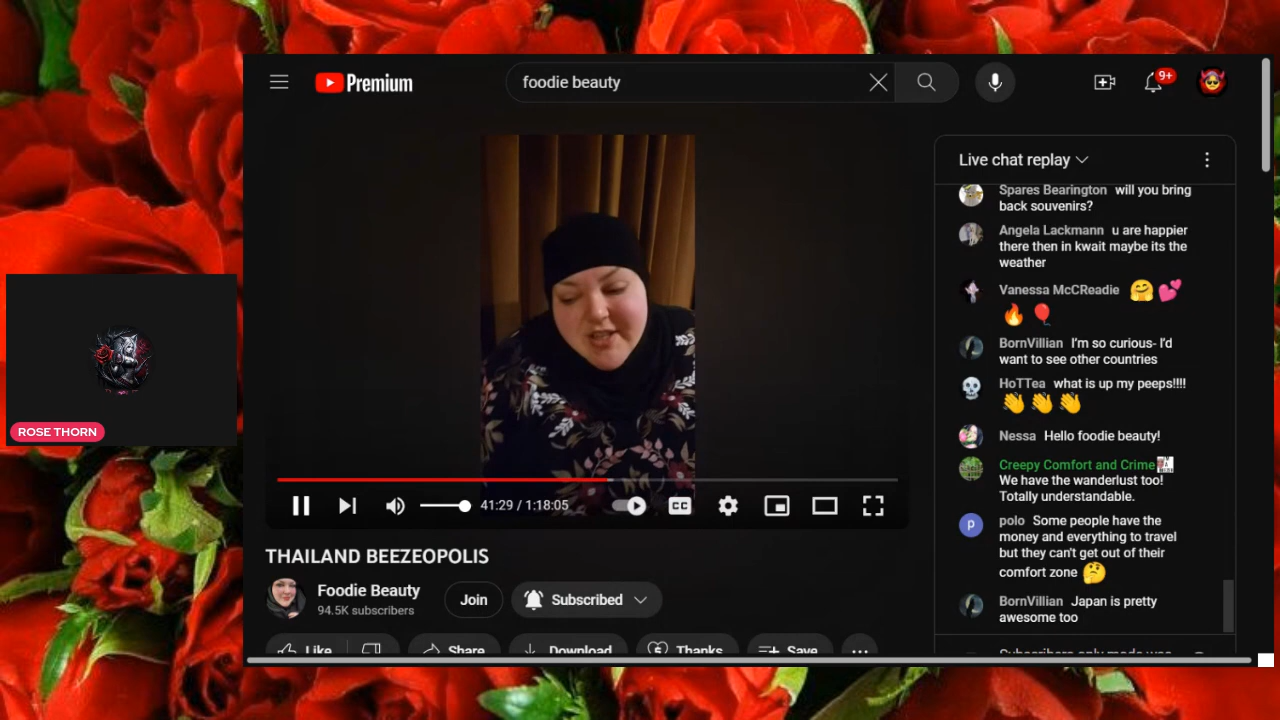 Premium
foodie beauty
9+
Live chat replay
Spares Bearington will you bring
back souvenirs?
Angela Lackmann u are happier
there then in kwait maybe its the
weather
Vanessa McCReadie
BornVillian I'm so curious- I'd
want to see other countries
HoTTea what is up my peeps!!!!
Nessa Hello foodie beauty!
Creepy Comfort and Crime
We have the wanderlust too!
Totally understandable.
p
polo Some people have the
money and everything to travel
but they can't get out of their
comfort zone
BornVillian Japan is pretty
awesome too
Subscribers-only mode was
ROSE THORN
41:29 / 1:18:05
CC
THAILAND BEEZEOPOLIS
Foodie Beauty
94.5K subscribers
Join
Subscribed
Like
Share
Download
Thanks
Save